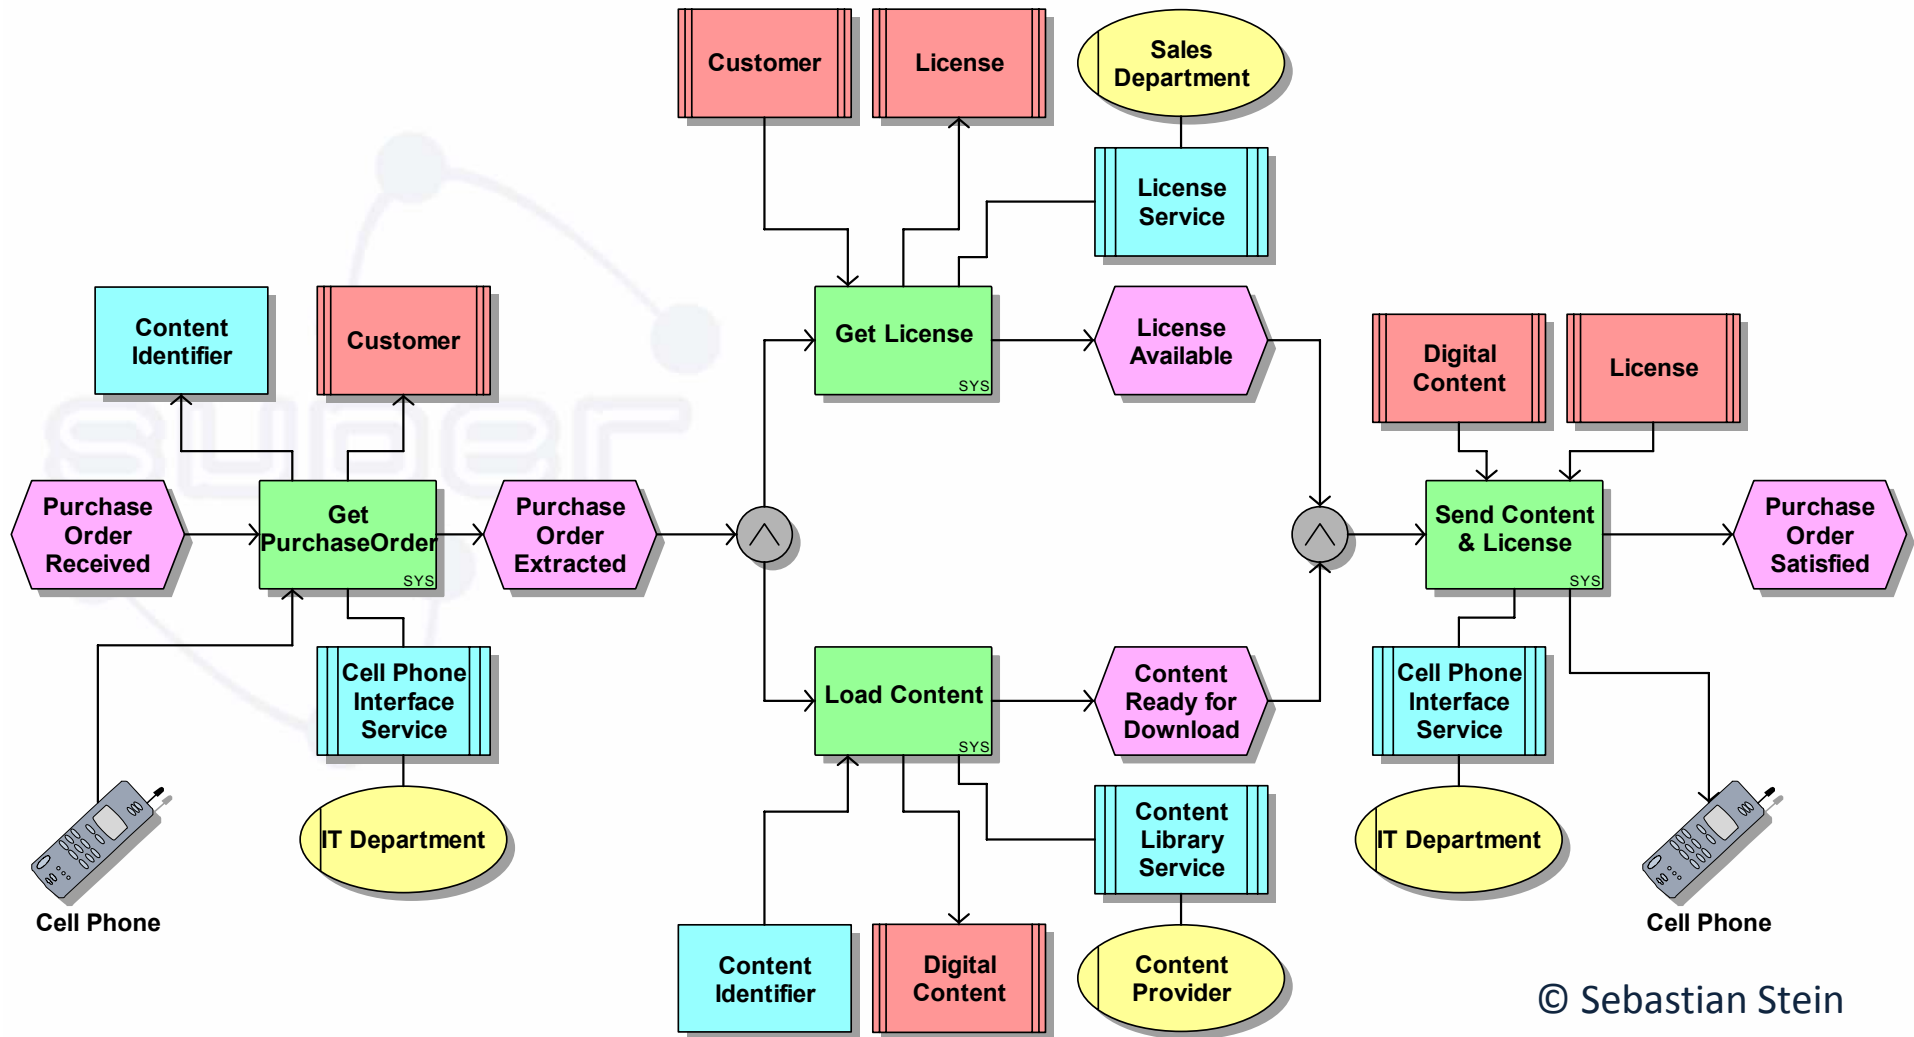 Customer
License
Sales
Department
License
Service
Content
Identifier
Customer
Get License
SYS
License
Available
Digital
Content
License
Purchase
Order
Received
Get
PurchaseOrder
SYS
Purchase
Order
Extracted
Send Content
& License
SYS
Purchase
Order
Satisfied
super
Cell Phone
Interface
Service
Load Content
SYS
Content
Ready for
Download
Cell Phone
Interface
Service
IT Department
Cell Phone
Content
Library
Service
IT Department
Cell Phone
Content
Identifier
Digital
Content
Content
Provider
© Sebastian Stein